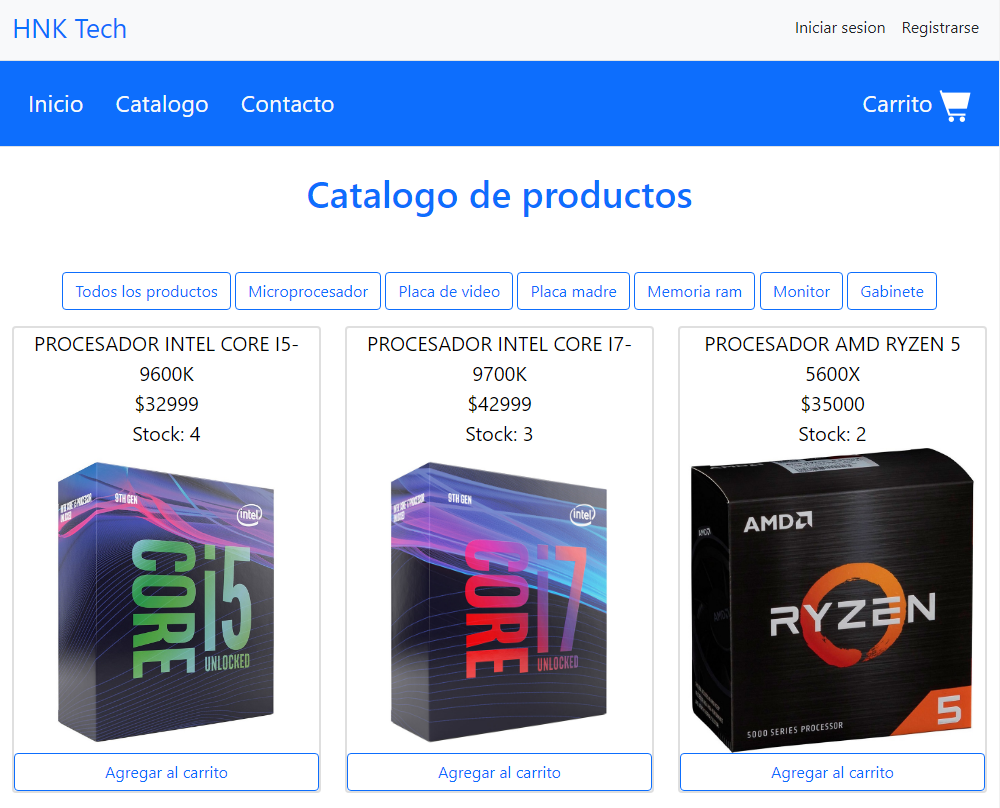 HNK Tech
Iniciar sesion Registrarse
Inicio Catalogo Contacto Carrito
Catalogo de productos
Todos los productos Microprocesador Placa de video Placa madre Memoria ram Monitor Gabinete
PROCESADOR INTEL CORE I5-
9600K
$32999
Stock: 4
9TH GEN
intel
CORE i5
UNLOCKED
Agregar al carrito
PROCESADOR INTEL CORE I7-
9700K
$42999
Stock: 3
9TH GEN
intel
CORE i7
UNLOCKED
Agregar al carrito
PROCESADOR AMD RYZEN 5
5600X
$35000
Stock: 2
AMD
AMD
AMD
RYZEN
5
5000 SERIES PROCESSOR
Agregar al carrito